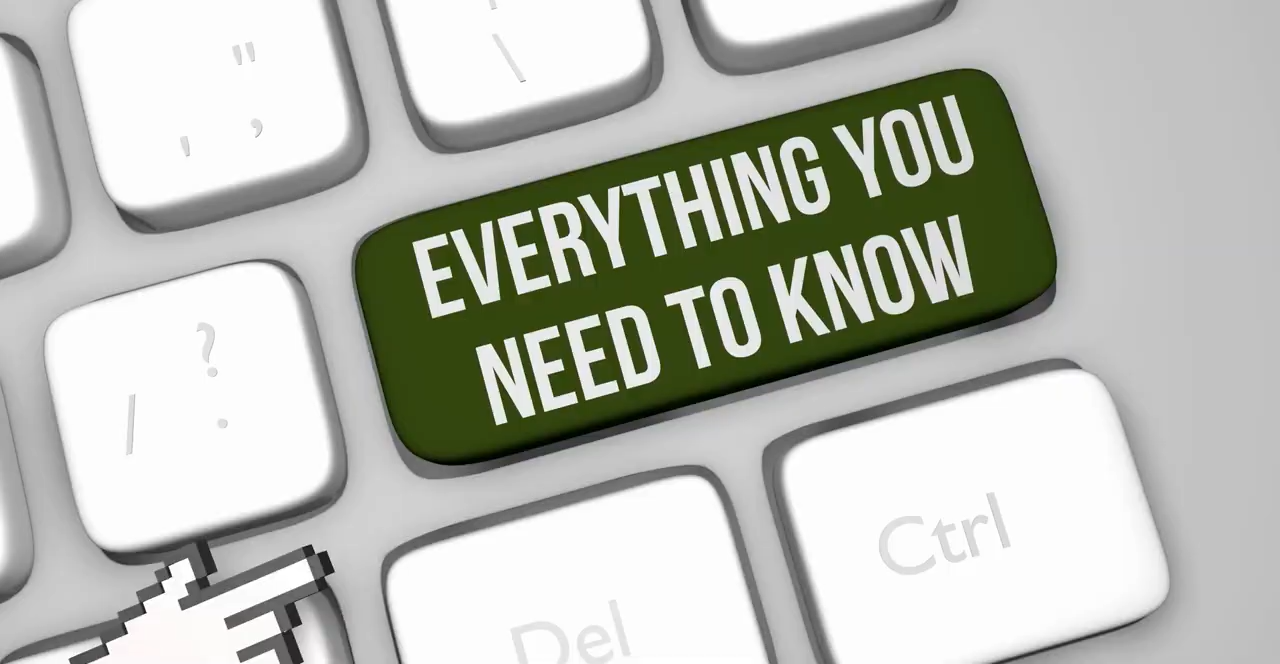 "
' ,
\
EVERYTHING YOU
NEED TO KNOW
?
/ .
Ctrl
Del